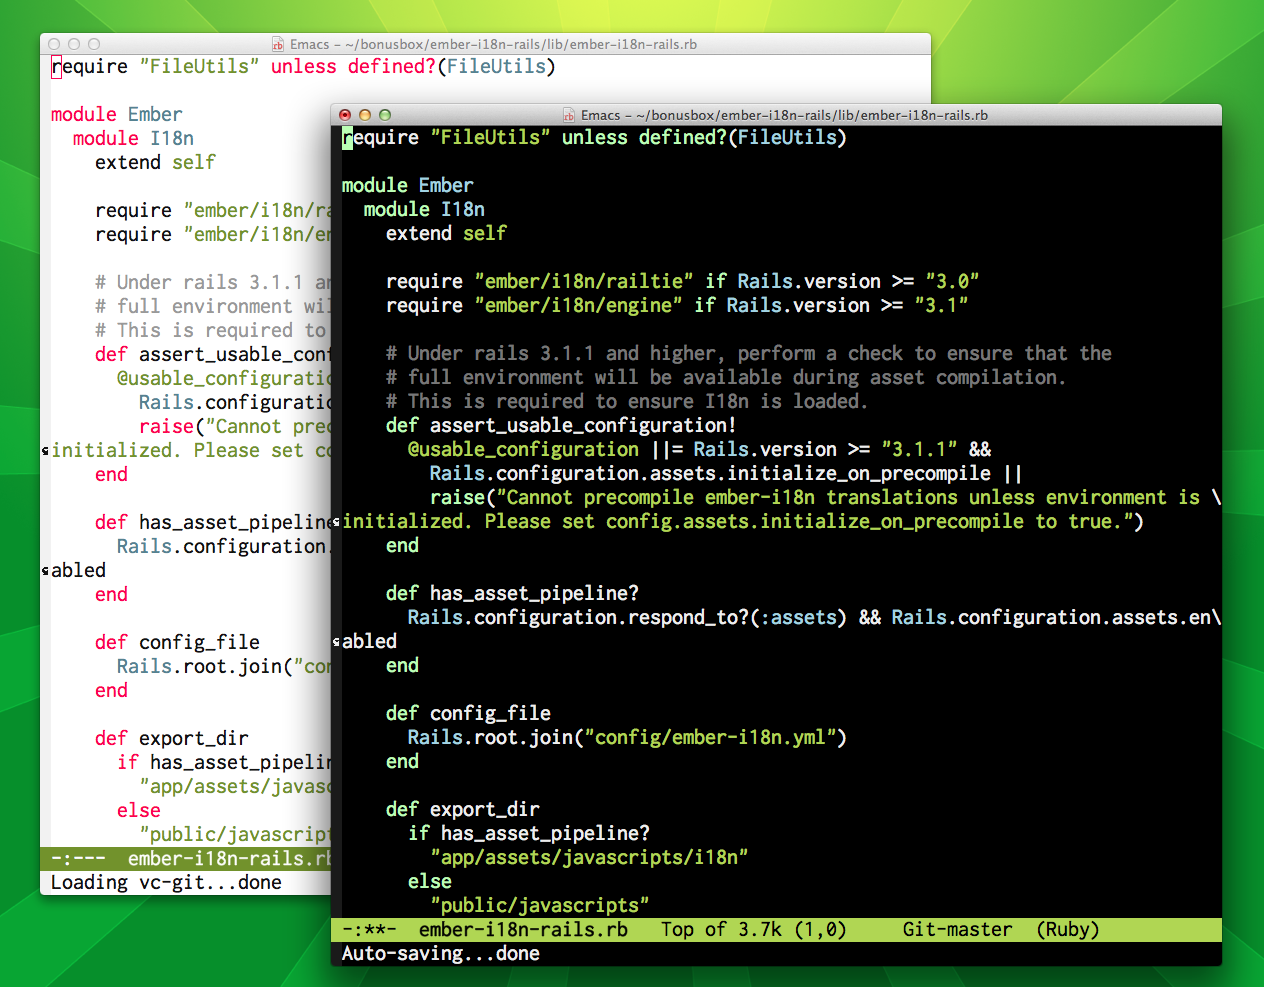 Emacs – ~/bonusbox/ember-i18n-rails/lib/ember-i18n-rails.rb
require "FileUtils" unless defined?(FileUtils)
module Ember
module I18n
extend self
require "ember/i18n/ra
require "ember/i18n/en
# Under rails 3.1.1 an
# full environment wil
# This is required to
def assert_usable_conf
@usable_configuratio
Rails.configuratio
raise("Cannot prec
initialized. Please set co
end
def has_asset_pipeline
Rails.configuration.
abled
end
def config_file
Rails.root.join("con
end
def export_dir
if has_asset_pipelin
"app/assets/javasc
else
"public/javascript
-:--- ember-i18n-rails.rb
Loading vc-git...done
Emacs – ~/bonusbox/ember-i18n-rails/lib/ember-i18n-rails.rb
require "FileUtils" unless defined?(FileUtils)
module Ember
module I18n
extend self
require "ember/i18n/railtie" if Rails.version >= "3.0"
require "ember/i18n/engine" if Rails.version >= "3.1"
# Under rails 3.1.1 and higher, perform a check to ensure that the
# full environment will be available during asset compilation.
# This is required to ensure I18n is loaded.
def assert_usable_configuration!
@usable_configuration ||= Rails.version >= "3.1.1" &&
Rails.configuration.assets.initialize_on_precompile ||
raise("Cannot precompile ember-i18n translations unless environment is \
initialized. Please set config.assets.initialize_on_precompile to true.")
end
def has_asset_pipeline?
Rails.configuration.respond_to?(:assets) && Rails.configuration.assets.en\
abled
end
def config_file
Rails.root.join("config/ember-i18n.yml")
end
def export_dir
if has_asset_pipeline?
"app/assets/javascripts/i18n"
else
"public/javascripts"
-:**- ember-i18n-rails.rb Top of 3.7k (1,0) Git-master (Ruby)
Auto-saving...done